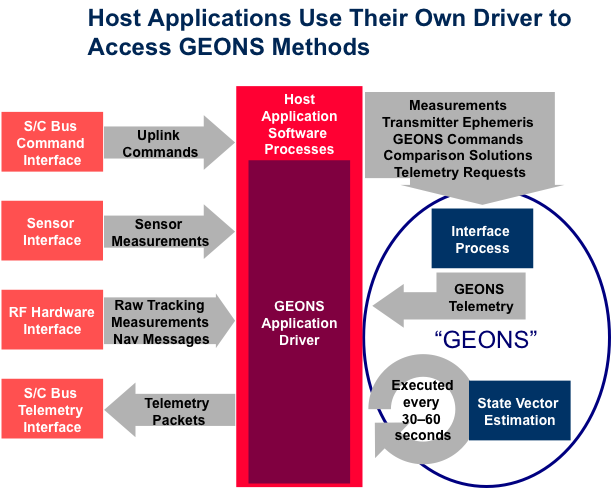 Host Applications Use Their Own Driver to
Access GEONS Methods
S/C Bus
Command
Interface
Uplink
Commands
Host
Application
Software
Processes
Measurements
Transmitter Ephemeris
GEONS Commands
Comparison Solutions
Telemetry Requests
Sensor
Interface
Sensor
Measurements
Interface
Process
RF Hardware
Interface
Raw Tracking
Measurements
Nav Messages
GEONS
Application
Driver
GEONS
Telemetry
“GEONS”
S/C Bus
Telemetry
Interface
Telemetry
Packets
Executed
every
30–60
seconds
State Vector
Estimation